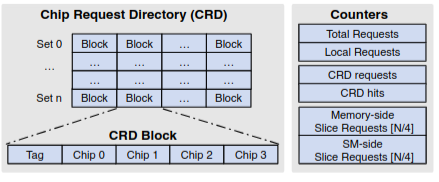 Chip Request Directory (CRD)
Set 0 Block Block ... Block
... ... ... ... ...
... ... ... ...
Set n Block Block ... Block
CRD Block
Tag Chip 0 Chip 1 Chip 2 Chip 3
Counters
Total Requests
Local Requests
CRD requests
CRD hits
Memory-side
Slice Requests [N/4]
SM-side
Slice Requests [N/4]